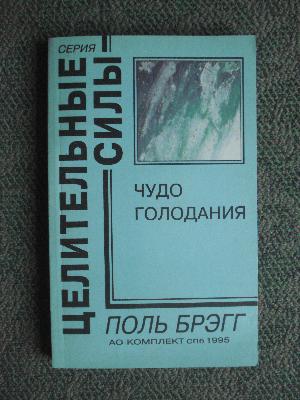 СЕРИЯ
ЦЕЛИТЕЛЬНЫЕ
СИЛЫ
ЧУДО
ГОЛОДАНИЯ
ПОЛЬ БРЭГГ
АО КОМПЛЕКТ спб 1995